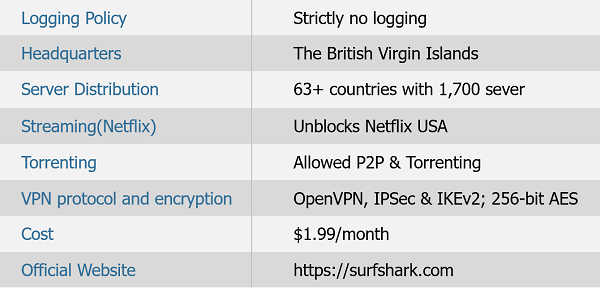 Logging Policy Strictly no logging
Headquarters The British Virgin Islands
Server Distribution 63+ countries with 1,700 sever
Streaming(Netflix) Unblocks Netflix USA
Torrenting Allowed P2P & Torrenting
VPN protocol and encryption OpenVPN, IPSec & IKEv2; 256-bit AES
Cost $1.99/month
Official Website https://surfshark.com